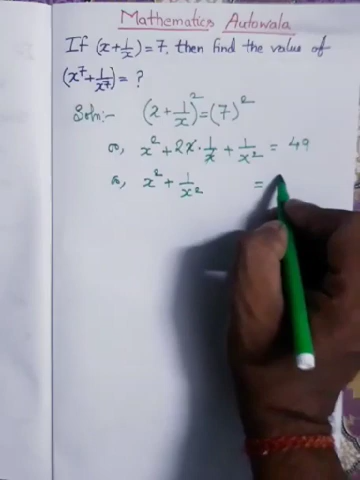 Mathematics Autowala
If (x+1/x)=7, then find the value of
(x⁷+1/x⁷)= ?
Soln:- (x+1/x)²=(7)²
or, x²+2x·1/x+1/x² = 49
or, x²+1/x² =